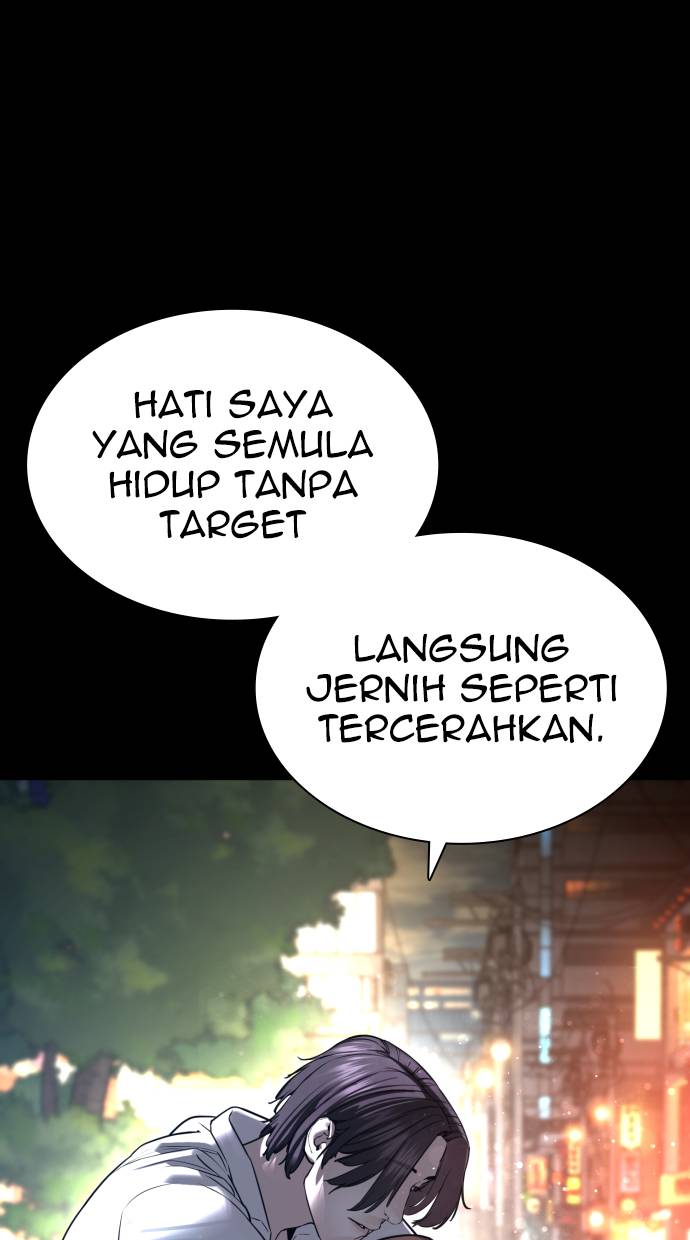 HATI SAYA
YANG SEMULA
HIDUP TANPA
TARGET
LANGSUNG
JERNIH SEPERTI
TERCERAHKAN.